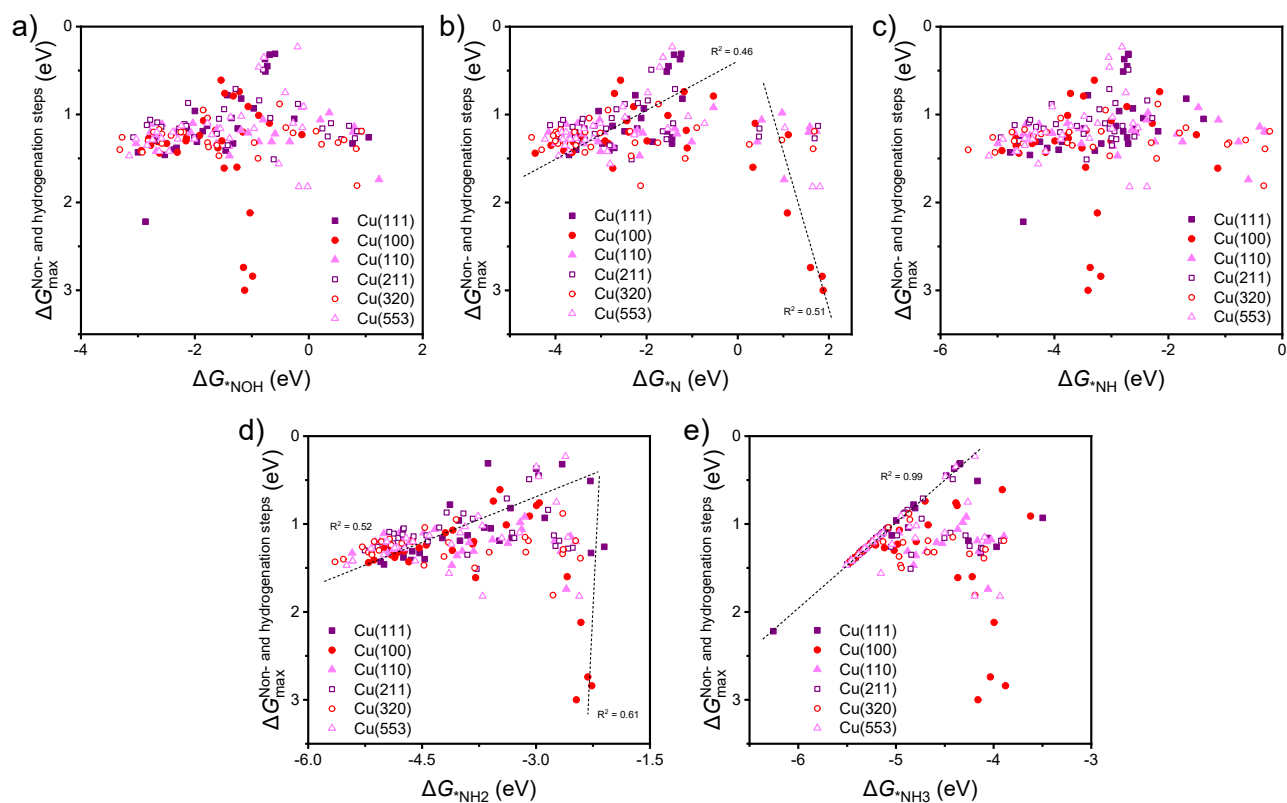 a)
ΔG_max^Non- and hydrogenation steps (eV)
0
1
2
3
-4
-2
0
2
Cu(111)
Cu(100)
Cu(110)
Cu(211)
Cu(320)
Cu(553)
ΔG*NOH (eV)
b)
ΔG_max^Non- and hydrogenation steps (eV)
0
1
2
3
-4
-2
0
2
R² = 0.46
R² = 0.51
Cu(111)
Cu(100)
Cu(110)
Cu(211)
Cu(320)
Cu(553)
ΔG*N (eV)
c)
ΔG_max^Non- and hydrogenation steps (eV)
0
1
2
3
-6
-4
-2
0
Cu(111)
Cu(100)
Cu(110)
Cu(211)
Cu(320)
Cu(553)
ΔG*NH (eV)
d)
ΔG_max^Non- and hydrogenation steps (eV)
0
1
2
3
-6.0
-4.5
-3.0
-1.5
R² = 0.52
R² = 0.61
Cu(111)
Cu(100)
Cu(110)
Cu(211)
Cu(320)
Cu(553)
ΔG*NH2 (eV)
e)
ΔG_max^Non- and hydrogenation steps (eV)
0
1
2
3
-6
-5
-4
-3
R² = 0.99
Cu(111)
Cu(100)
Cu(110)
Cu(211)
Cu(320)
Cu(553)
ΔG*NH3 (eV)